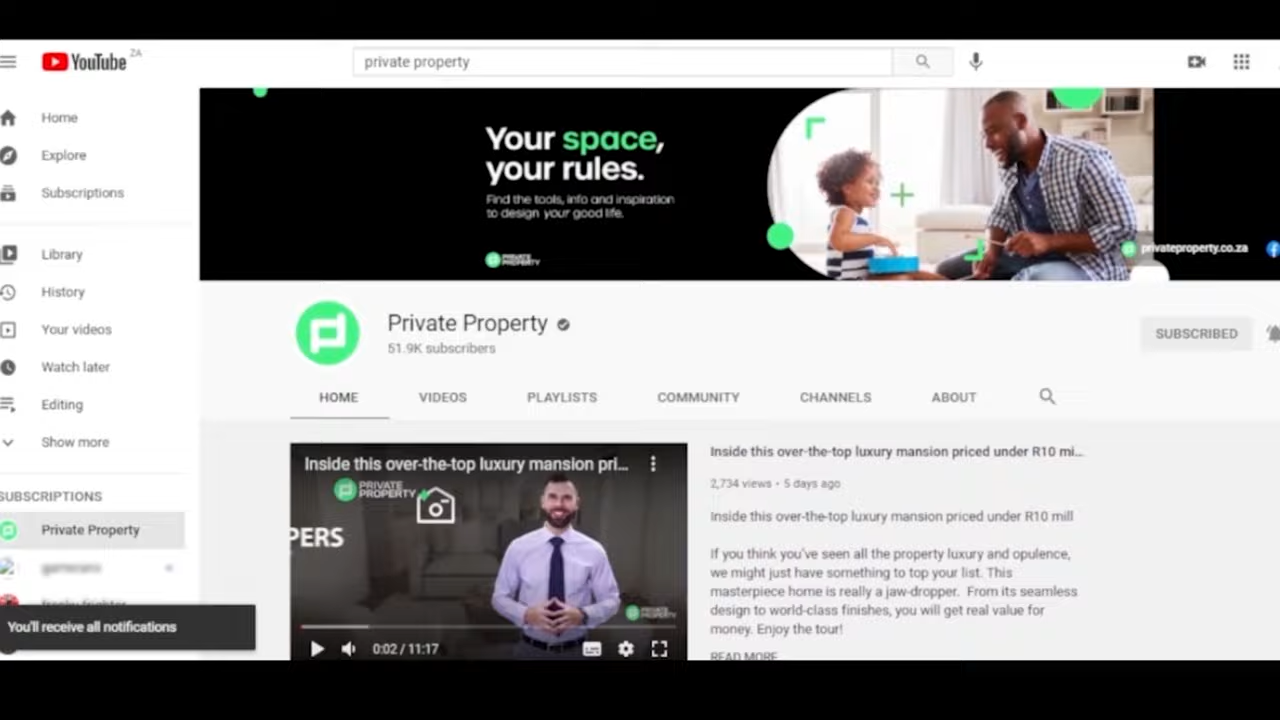 YouTube ZA
private property
Home
Explore
Subscriptions
Library
History
Your videos
Watch later
Editing
Show more
SUBSCRIPTIONS
Private Property
You'll receive all notifications
Your space,
your rules.
Find the tools, info and inspiration
to design your good life.
PRIVATE
PROPERTY
privateproperty.co.za
Private Property
51.9K subscribers
SUBSCRIBED
HOME
VIDEOS
PLAYLISTS
COMMUNITY
CHANNELS
ABOUT
Inside this over-the-top luxury mansion pri...
PRIVATE
PROPERTY
PERS
PRIVATE
PROPERTY
0:02 / 11:17
Inside this over-the-top luxury mansion priced under R10 mi...
2,734 views • 5 days ago
Inside this over-the-top luxury mansion priced under R10 mill
If you think you've seen all the property luxury and opulence,
we might just have something to top your list. This
masterpiece home is really a jaw-dropper. From its seamless
design to world-class finishes, you will get real value for
money. Enjoy the tour!
READ MORE